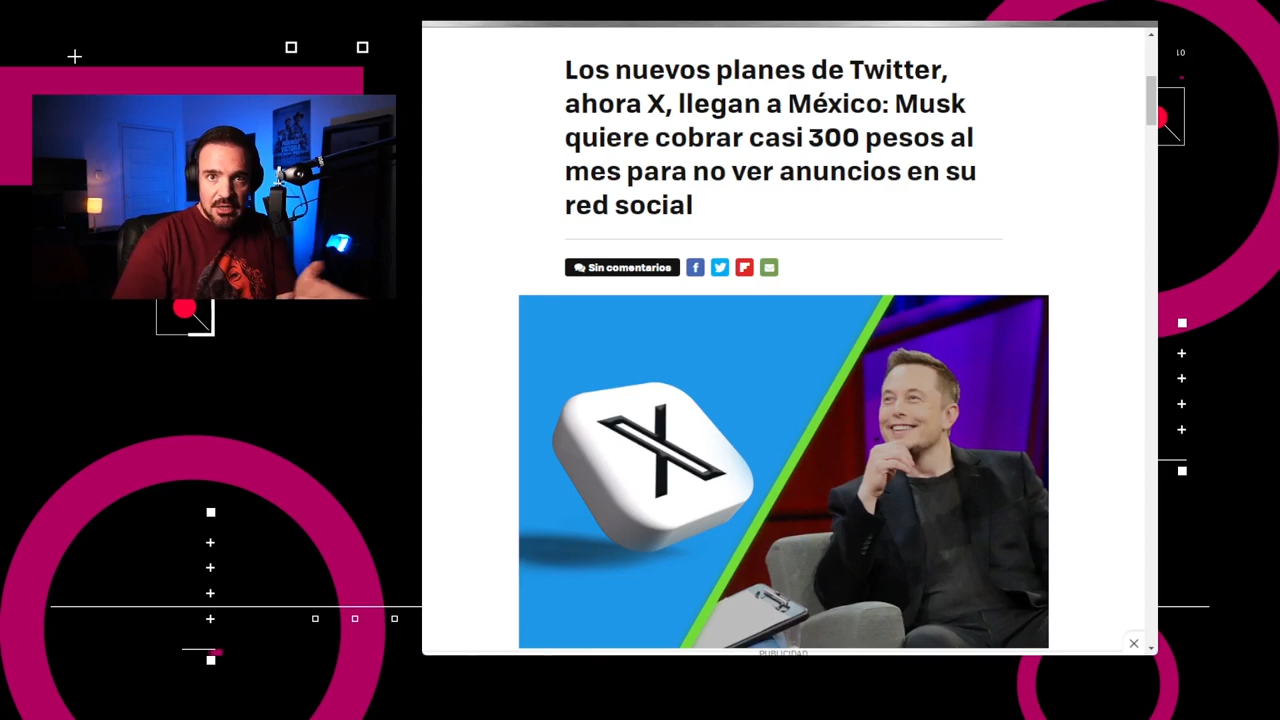 Los nuevos planes de Twitter,
ahora X, llegan a México: Musk
quiere cobrar casi 300 pesos al
mes para no ver anuncios en su
red social
Sin comentarios
X
PUBLICIDAD